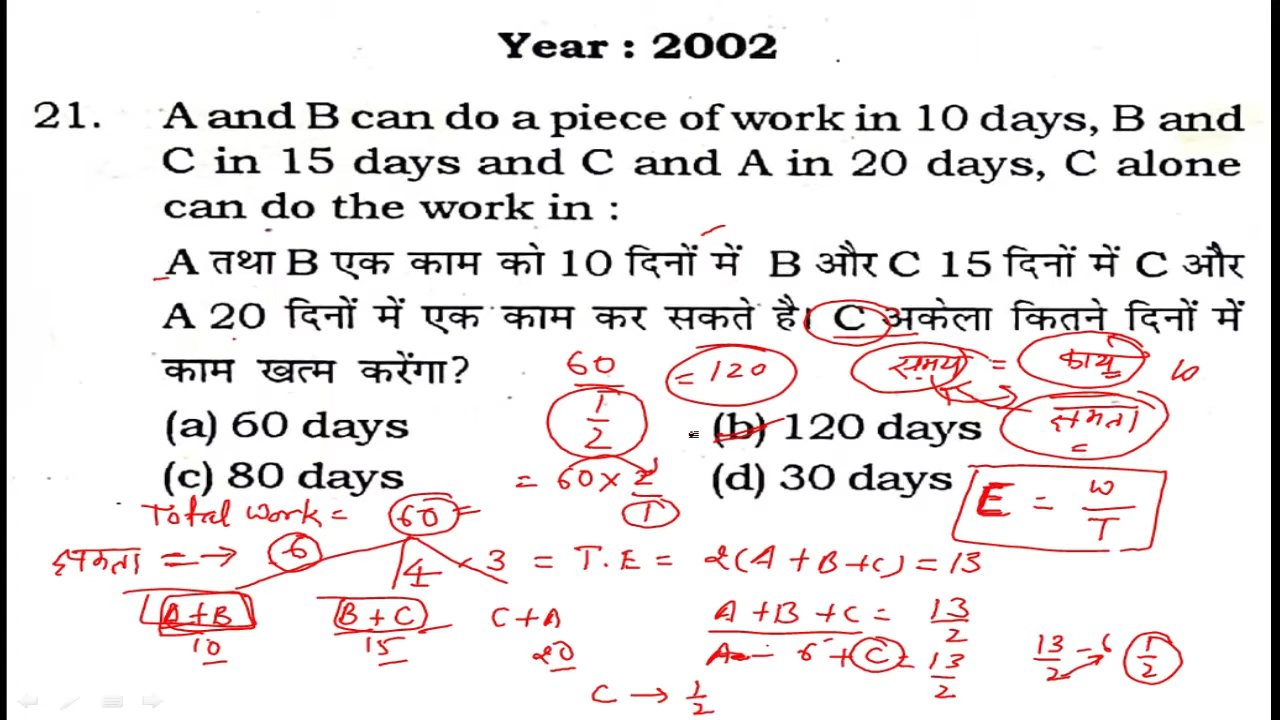 Year : 2002
21. A and B can do a piece of work in 10 days, B and
C in 15 days and C and A in 20 days, C alone
can do the work in :
A तथा B एक काम को 10 दिनों में B और C 15 दिनों में C और
A 20 दिनों में एक काम कर सकते है। C अकेला कितने दिनों में
काम खत्म करेंगा?
60 = 120 समय = कार्य
1/2 क्षमता
(a) 60 days (b) 120 days
(c) 80 days (d) 30 days
= 60 × 2/1
E = W/T
Total work = 60 =
क्षमता = → 6 4 × 3 = T.E = 2(A+B+C) = 13
A+B B+C C+A A+B+C = 13/2
10 15 20 6 + C = 13/2 13/2 - 6 1/2
C → 1/2